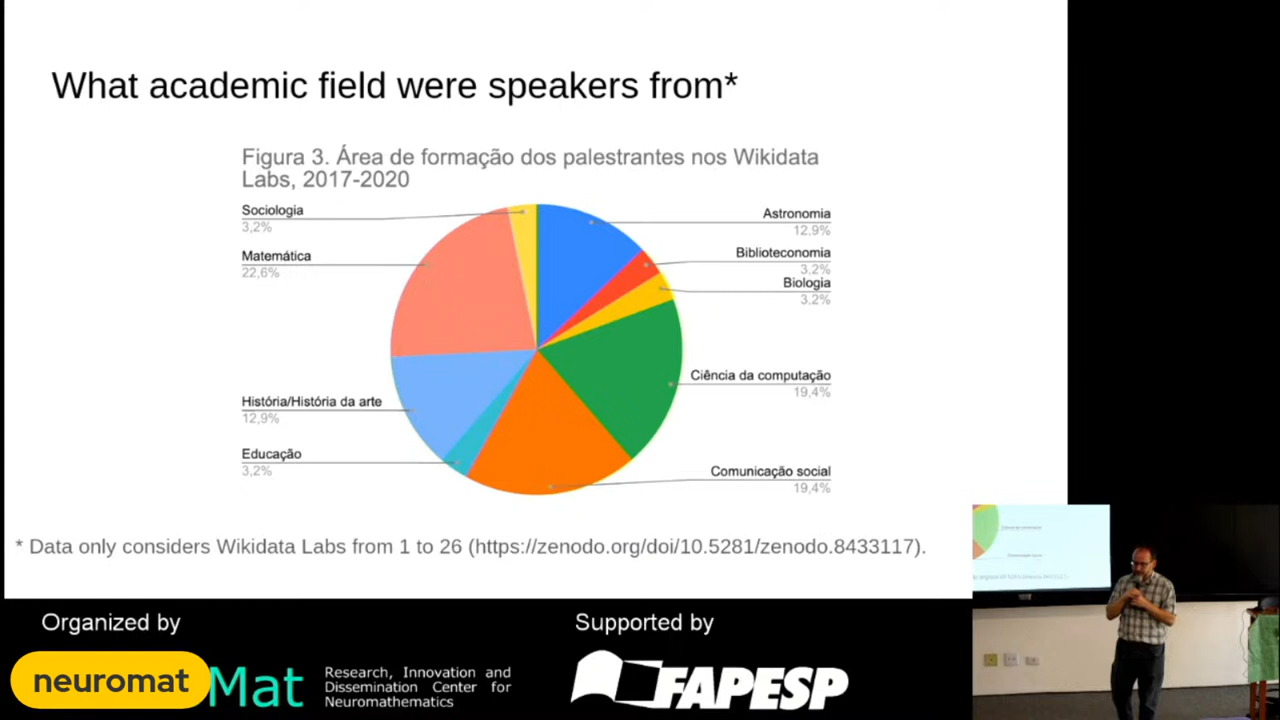 What academic field were speakers from*
Figura 3. Área de formação dos palestrantes nos Wikidata
Labs, 2017-2020
Sociologia
3,2%
Matemática
22,6%
História/História da arte
12,9%
Educação
3,2%
Astronomia
12,9%
Biblioteconomia
3,2%
Biologia
3,2%
Ciência da computação
19,4%
Comunicação social
19,4%
* Data only considers Wikidata Labs from 1 to 26 (https://zenodo.org/doi/10.5281/zenodo.8433117).
Organized by
neuromat
Mat
Research, Innovation and
Dissemination Center for
Neuromathematics
Supported by
FAPESP